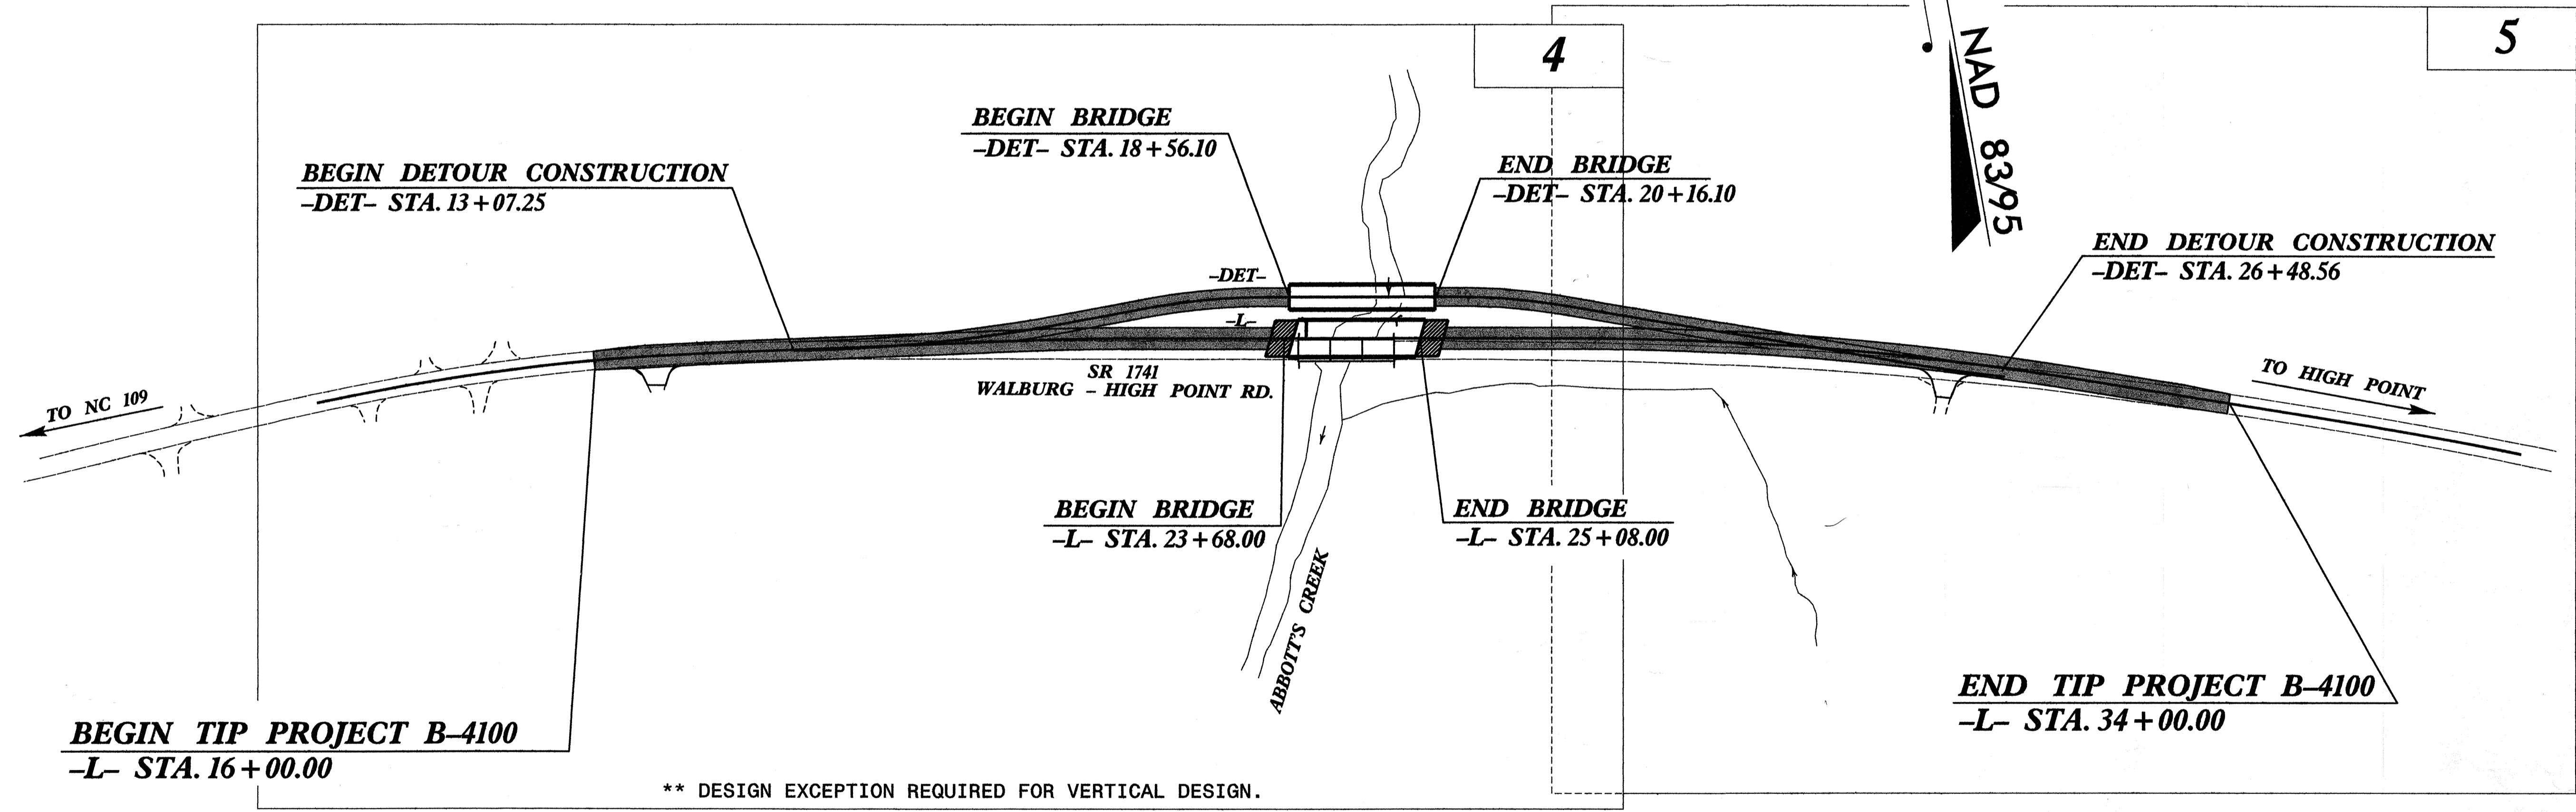 4
5
NAD 83/95
BEGIN BRIDGE
–DET– STA. 18+56.10
BEGIN DETOUR CONSTRUCTION
–DET– STA. 13+07.25
END BRIDGE
–DET– STA. 20+16.10
END DETOUR CONSTRUCTION
–DET– STA. 26+48.56
–DET–
–L–
SR 1741
WALBURG – HIGH POINT RD.
TO NC 109
TO HIGH POINT
BEGIN BRIDGE
–L– STA. 23+68.00
END BRIDGE
–L– STA. 25+08.00
ABBOTT'S CREEK
END TIP PROJECT B–4100
–L– STA. 34+00.00
BEGIN TIP PROJECT B–4100
–L– STA. 16+00.00
** DESIGN EXCEPTION REQUIRED FOR VERTICAL DESIGN.